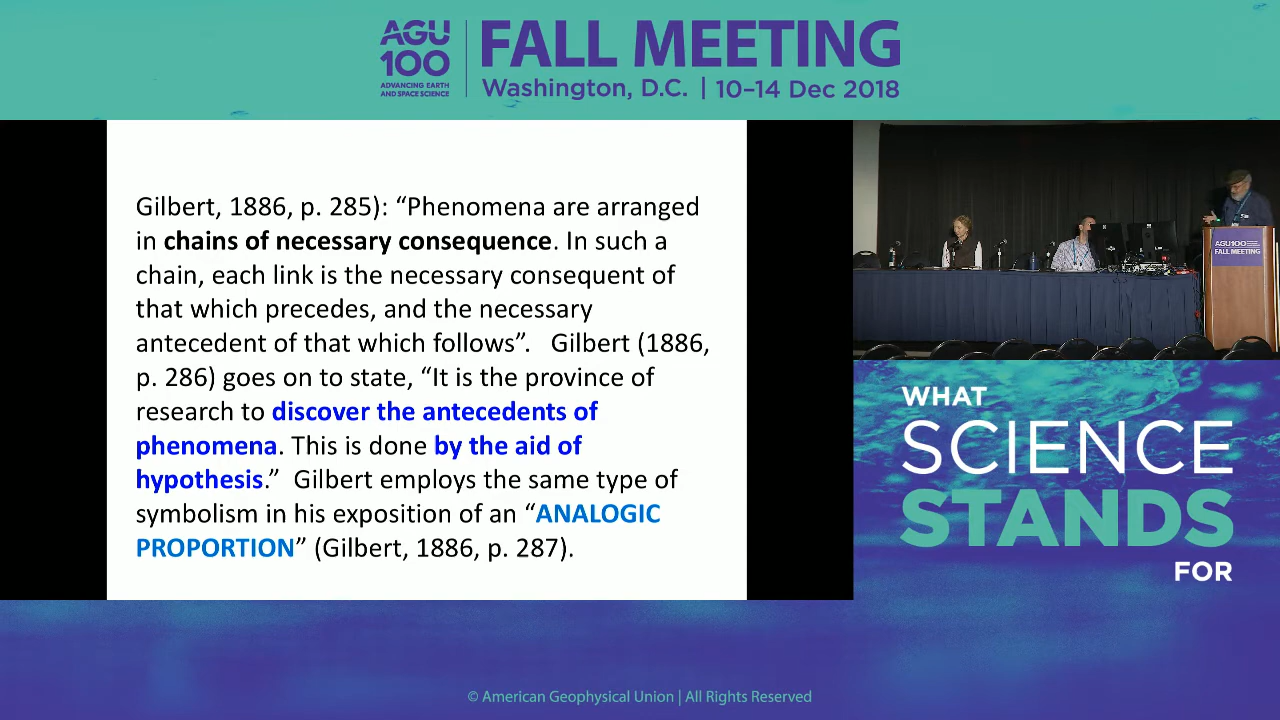 AGU
100
ADVANCING EARTH
AND SPACE SCIENCE
FALL MEETING
Washington, D.C. | 10–14 Dec 2018
Gilbert, 1886, p. 285): “Phenomena are arranged
in chains of necessary consequence. In such a
chain, each link is the necessary consequent of
that which precedes, and the necessary
antecedent of that which follows”.   Gilbert (1886,
p. 286) goes on to state, “It is the province of
research to discover the antecedents of
phenomena. This is done by the aid of
hypothesis.”  Gilbert employs the same type of
symbolism in his exposition of an “ANALOGIC
PROPORTION” (Gilbert, 1886, p. 287).
AGU100
FALL MEETING
WHAT
SCIENCE
STANDS
FOR
© American Geophysical Union | All Rights Reserved